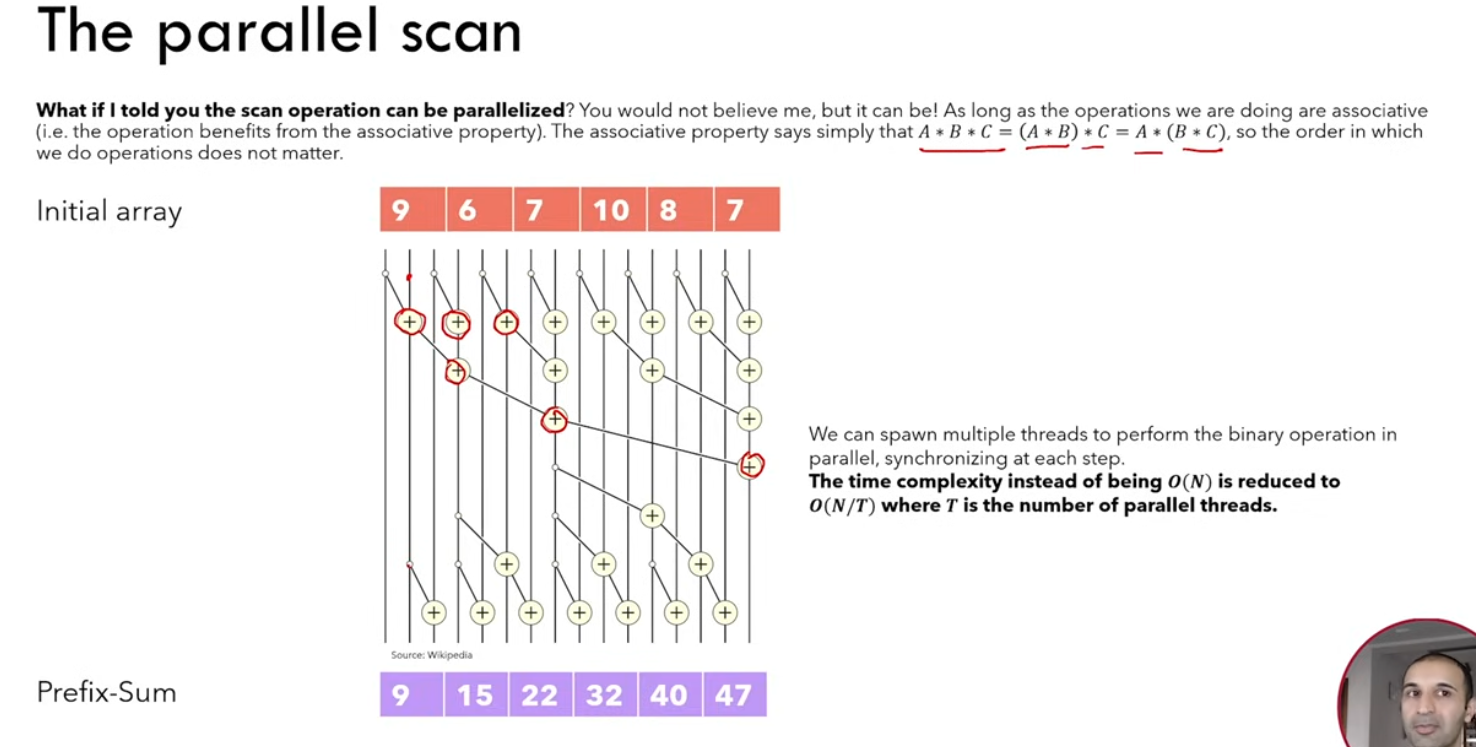 The parallel scan
What if I told you the scan operation can be parallelized? You would not believe me, but it can be! As long as the operations we are doing are associative
(i.e. the operation benefits from the associative property). The associative property says simply that A ∗ B ∗ C = (A ∗ B) ∗ C = A ∗ (B ∗ C), so the order in which
we do operations does not matter.
Initial array
9 6 7 10 8 7
+ + + + + + + +
+ + + +
+ +
+
We can spawn multiple threads to perform the binary operation in
parallel, synchronizing at each step.
The time complexity instead of being O(N) is reduced to
O(N/T) where T is the number of parallel threads.
+
+ + +
+ + + + + + +
Source: Wikipedia
Prefix-Sum
9 15 22 32 40 47